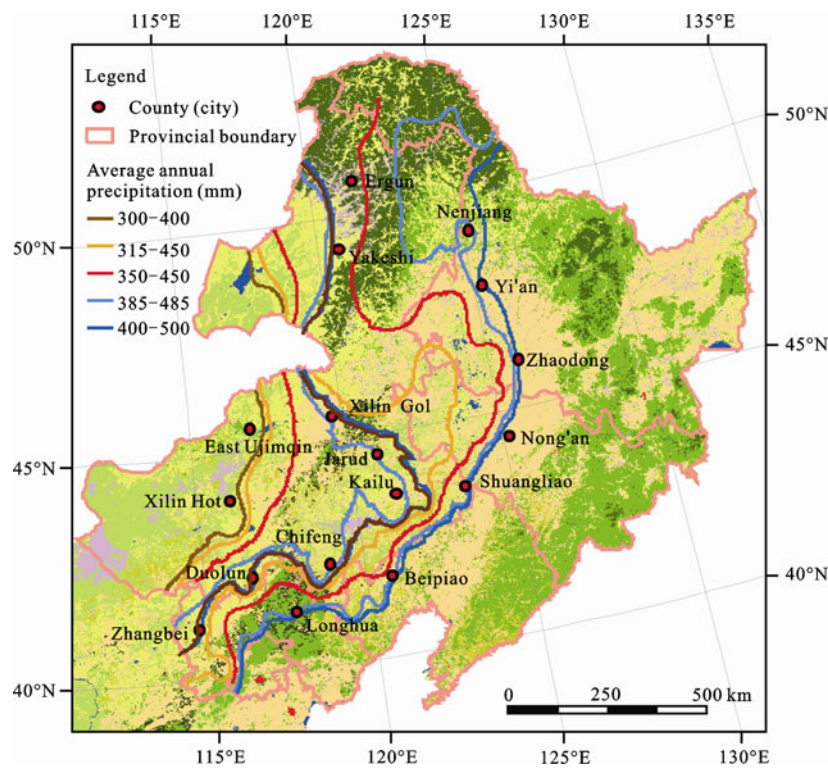 115°E 120°E 125°E 130°E 135°E
Legend
County (city)
Provincial boundary
Average annual
precipitation (mm)
300−400
315−450
350−450
385−485
400−500
50°N
50°N
45°N
45°N
40°N
40°N
Ergun
Nenjiang
Yakeshi
Yi'an
Zhaodong
Xilin Gol
East Ujimqin
Nong'an
Jarud
Kailu
Shuangliao
Xilin Hot
Chifeng
Duolun
Beipiao
Longhua
Zhangbei
0 250 500 km
115°E 120°E 125°E 130°E